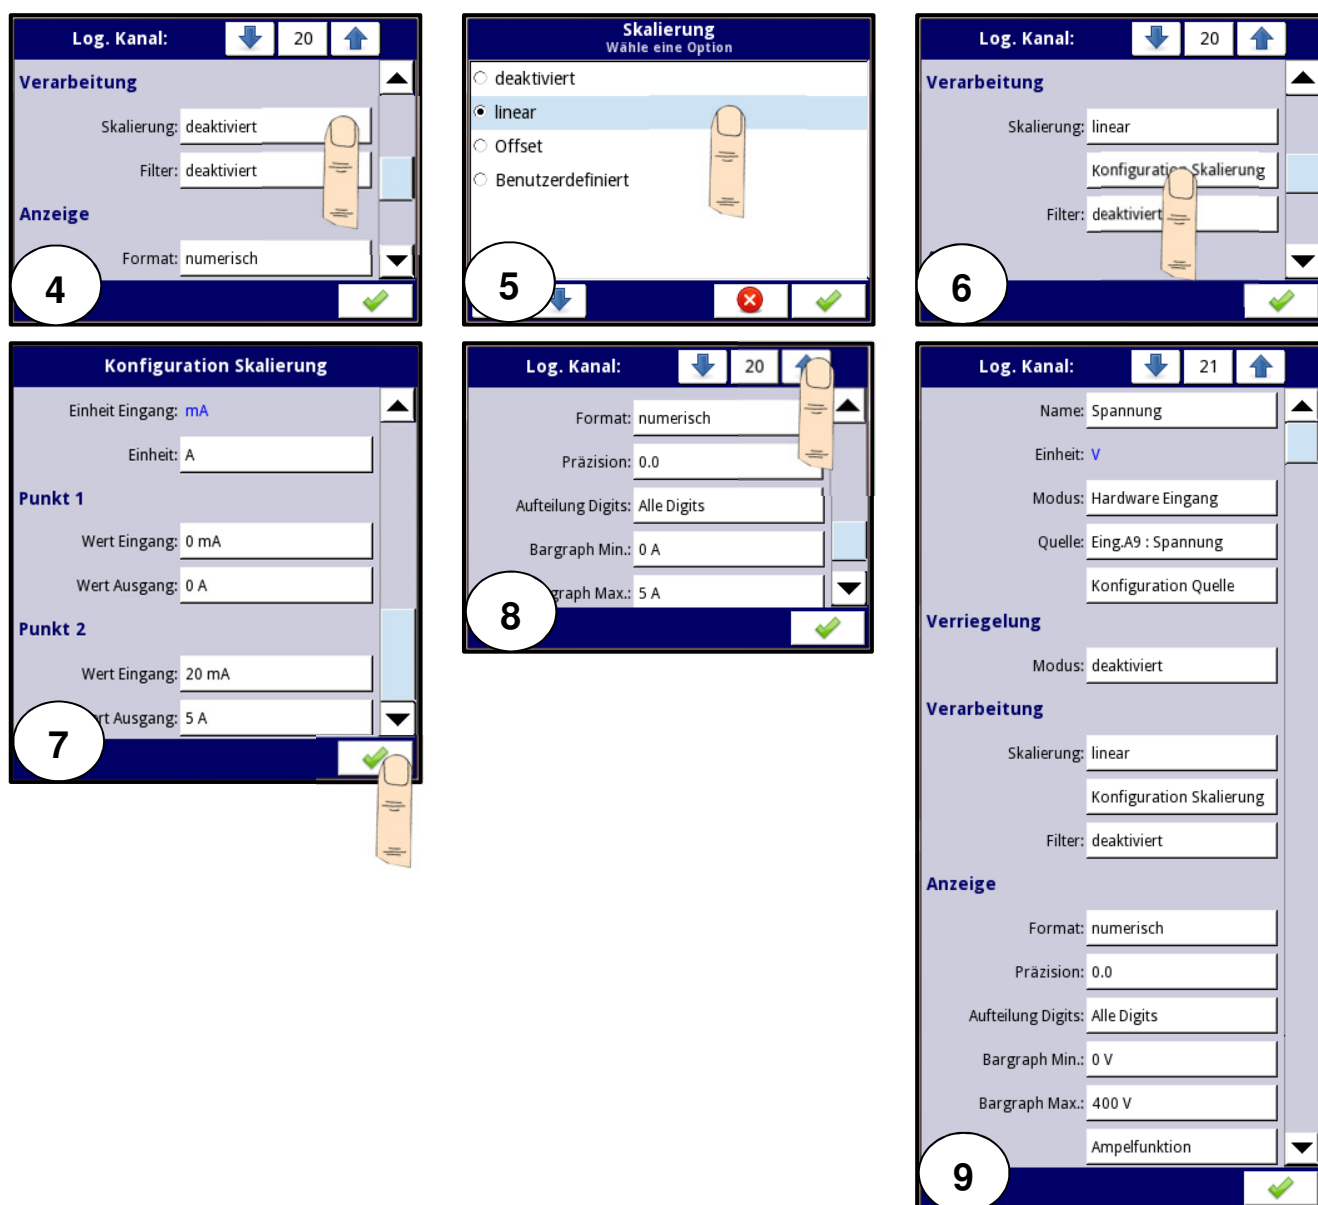 Log. Kanal: 20
Verarbeitung
Skalierung: deaktiviert
Filter: deaktiviert
Anzeige
Format: numerisch
4
Skalierung
Wähle eine Option
deaktiviert
linear
Offset
Benutzerdefiniert
5
Log. Kanal: 20
Verarbeitung
Skalierung: linear
Konfiguration Skalierung
Filter: deaktiviert
6
Konfiguration Skalierung
Einheit Eingang: mA
Einheit: A
Punkt 1
Wert Eingang: 0 mA
Wert Ausgang: 0 A
Punkt 2
Wert Eingang: 20 mA
Ausgang: 5 A
7
Log. Kanal: 20
Format: numerisch
Präzision: 0.0
Aufteilung Digits: Alle Digits
Bargraph Min.: 0 A
Max.: 5 A
8
Log. Kanal: 21
Name: Spannung
Einheit: V
Modus: Hardware Eingang
Quelle: Eing.A9 : Spannung
Konfiguration Quelle
Verriegelung
Modus: deaktiviert
Verarbeitung
Skalierung: linear
Konfiguration Skalierung
Filter: deaktiviert
Anzeige
Format: numerisch
Präzision: 0.0
Aufteilung Digits: Alle Digits
Bargraph Min.: 0 V
Bargraph Max.: 400 V
Ampelfunktion
9